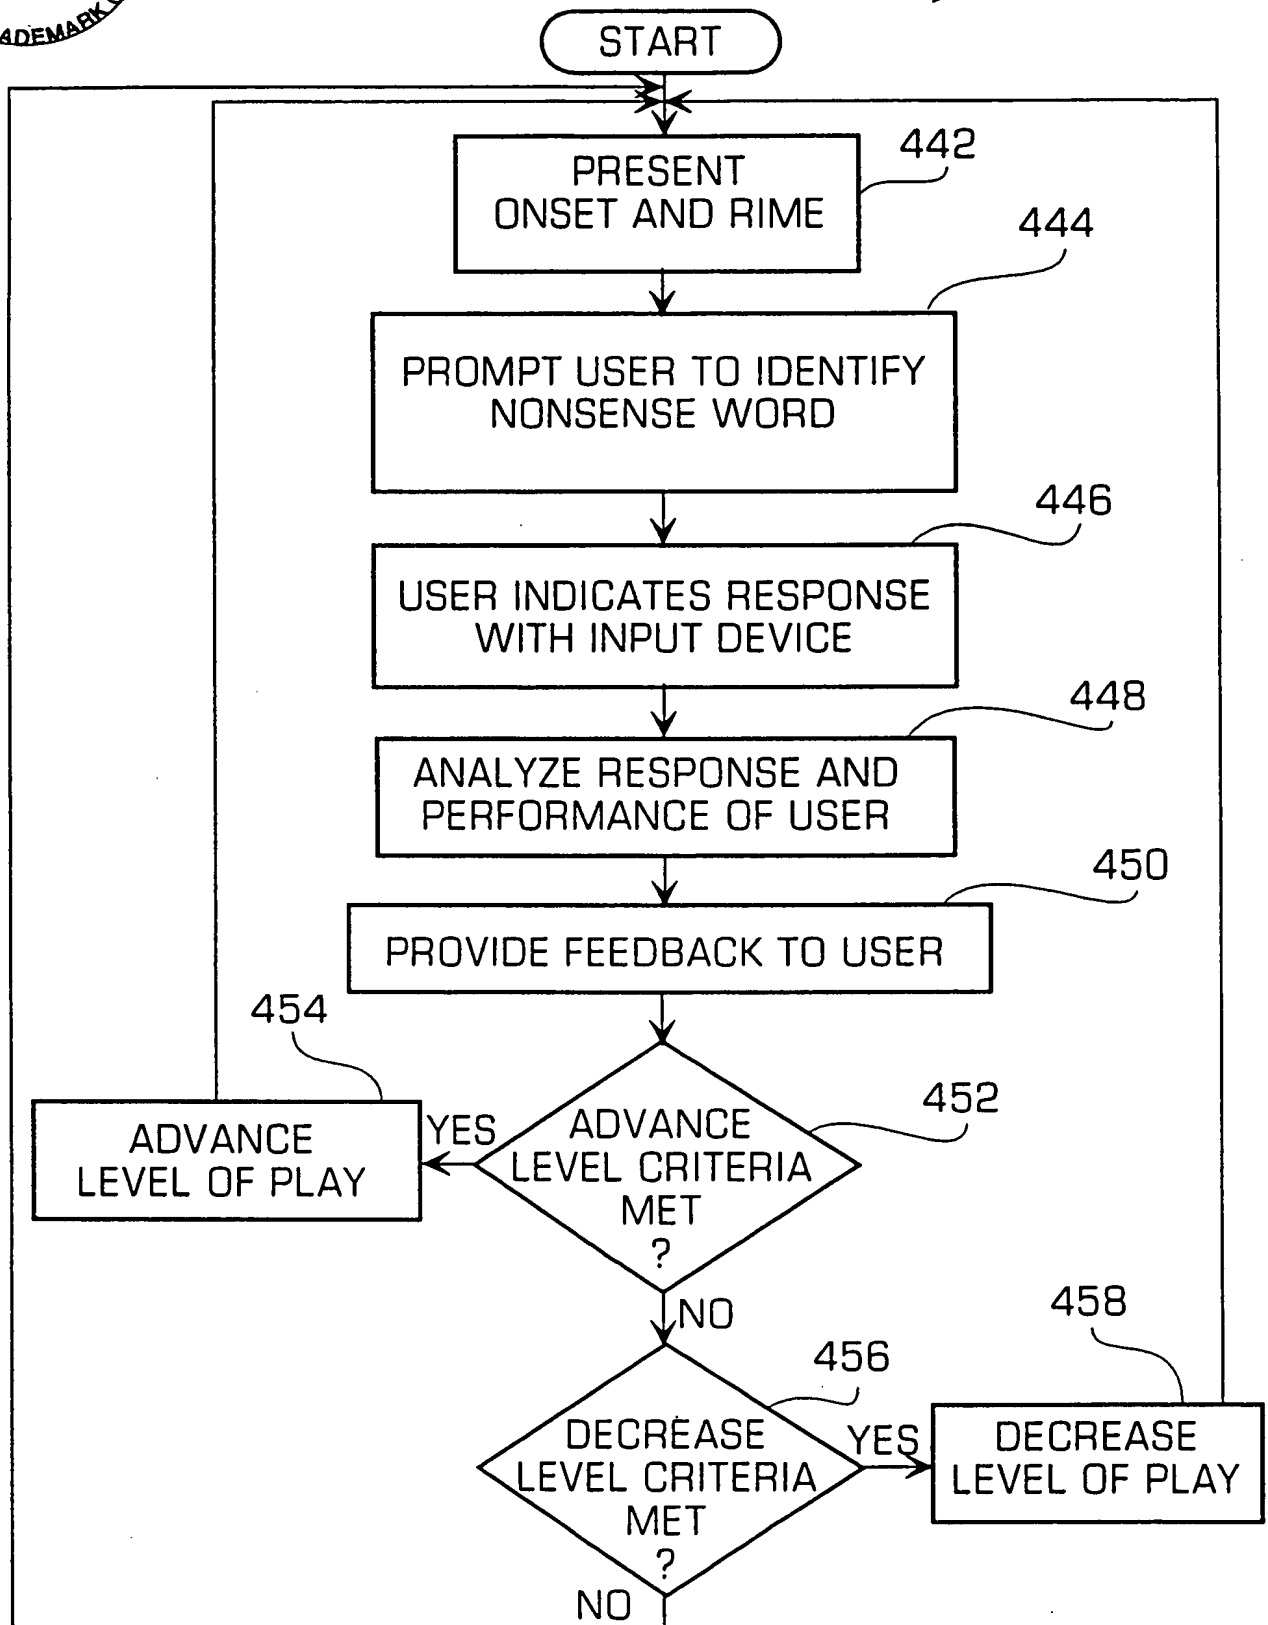 ADEMARK
START
442
PRESENT
ONSET AND RIME
444
PROMPT USER TO IDENTIFY
NONSENSE WORD
446
USER INDICATES RESPONSE
WITH INPUT DEVICE
448
ANALYZE RESPONSE AND
PERFORMANCE OF USER
450
PROVIDE FEEDBACK TO USER
454
452
ADVANCE
LEVEL OF PLAY
YES
ADVANCE
LEVEL CRITERIA
MET
?
NO
458
456
DECREASE
LEVEL CRITERIA
MET
?
YES
DECREASE
LEVEL OF PLAY
NO